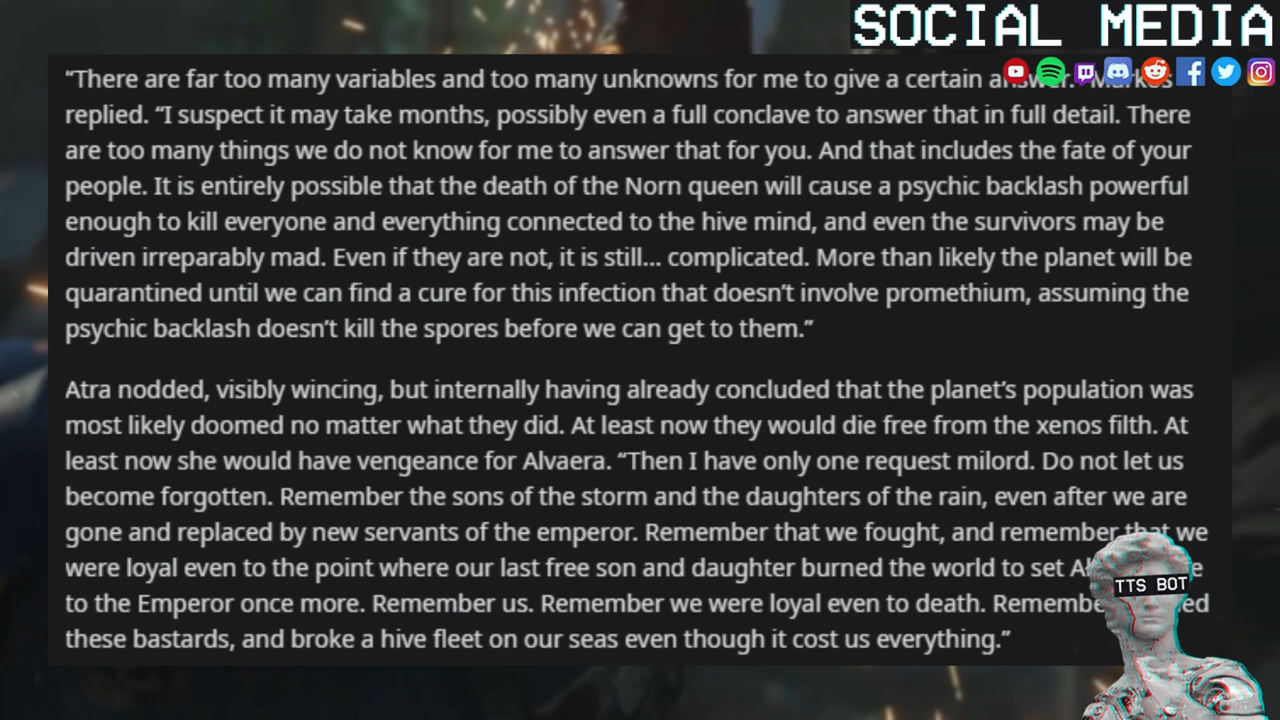 SOCIAL MEDIA
“There are far too many variables and too many unknowns for me to give a certain
replied. “I suspect it may take months, possibly even a full conclave to answer that in full detail. There
are too many things we do not know for me to answer that for you. And that includes the fate of your
people. It is entirely possible that the death of the Norn queen will cause a psychic backlash powerful
enough to kill everyone and everything connected to the hive mind, and even the survivors may be
driven irreparably mad. Even if they are not, it is still... complicated. More than likely the planet will be
quarantined until we can find a cure for this infection that doesn’t involve promethium, assuming the
psychic backlash doesn’t kill the spores before we can get to them.”
Atra nodded, visibly wincing, but internally having already concluded that the planet’s population was
most likely doomed no matter what they did. At least now they would die free from the xenos filth. At
least now she would have vengeance for Alvaera. “Then I have only one request milord. Do not let us
become forgotten. Remember the sons of the storm and the daughters of the rain, even after we are
gone and replaced by new servants of the emperor. Remember that we fought, and remember that we
were loyal even to the point where our last free son and daughter burned the world to set
to the Emperor once more. Remember us. Remember we were loyal even to death.
these bastards, and broke a hive fleet on our seas even though it cost us everything.”
TTS BOT